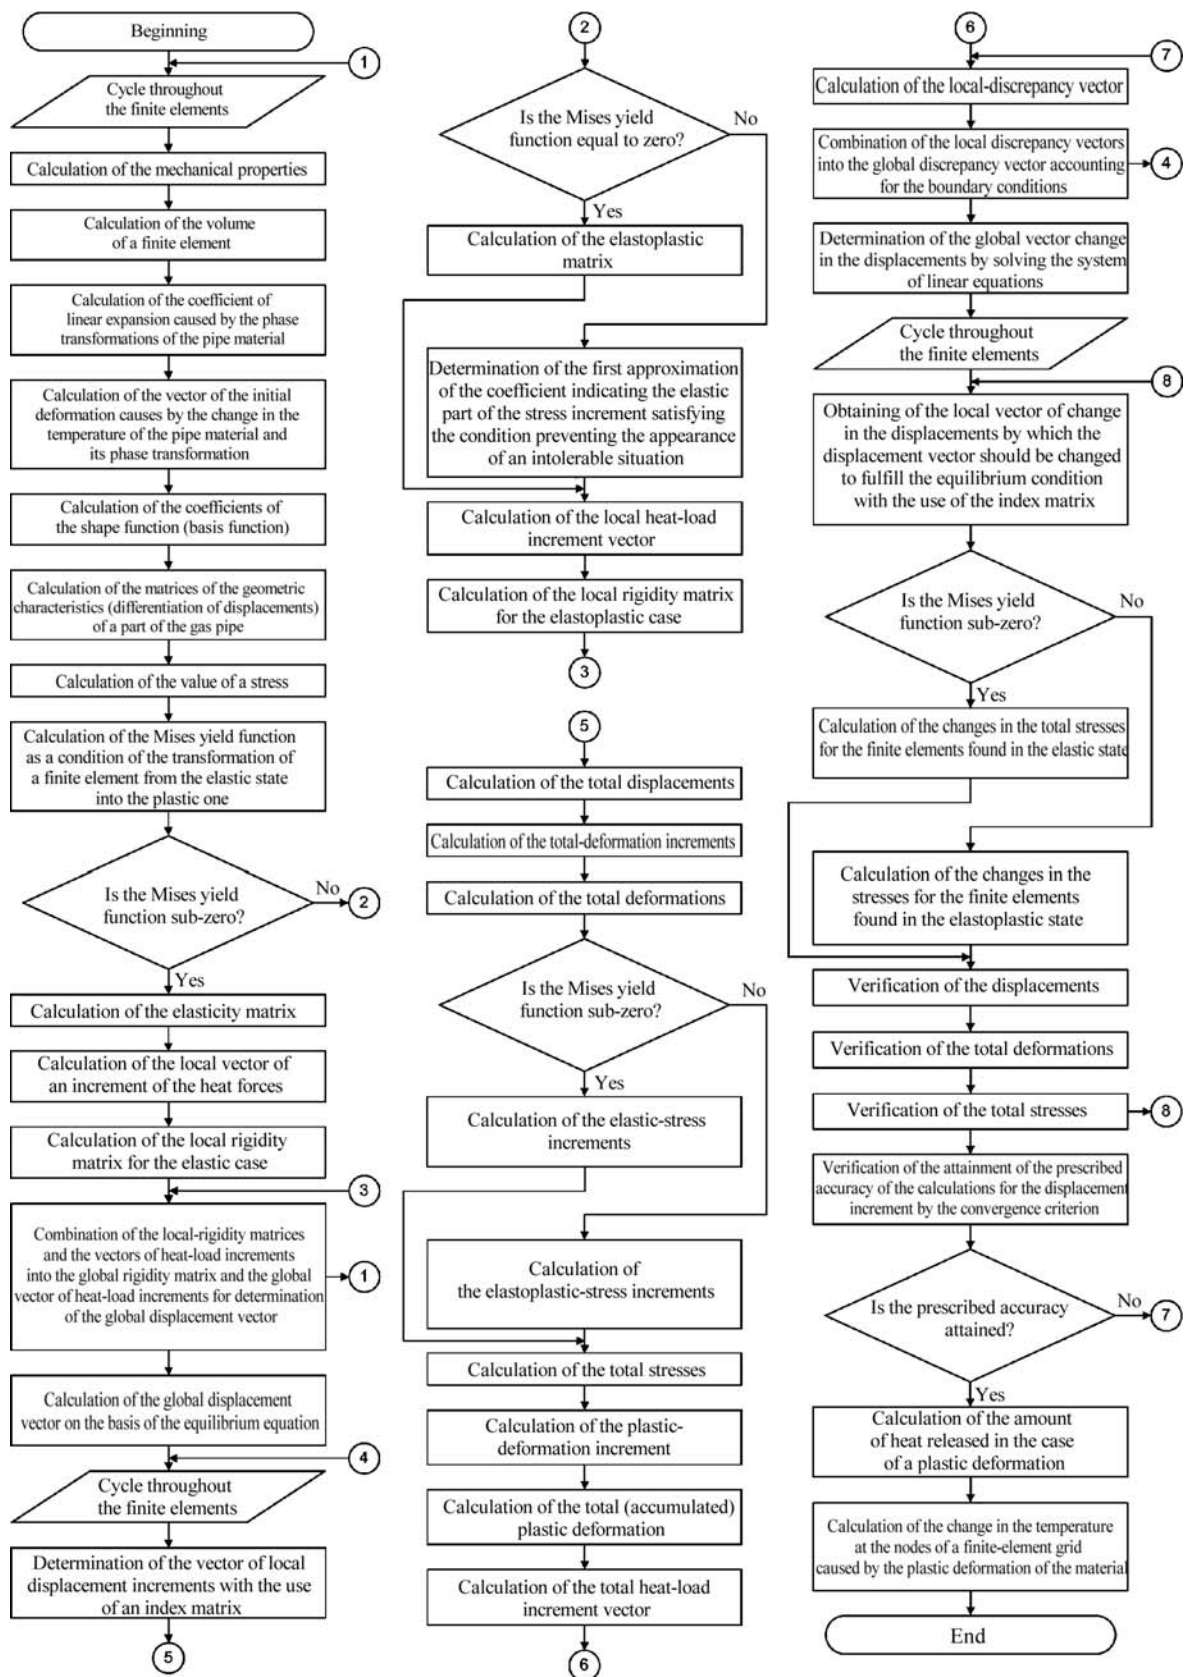 Beginning
1
Cycle throughout
the finite elements
Calculation of the mechanical properties
Calculation of the volume
of a finite element
Calculation of the coefficient of
linear expansion caused by the phase
transformations of the pipe material
Calculation of the vector of the initial
deformation causes by the change in the
temperature of the pipe material and
its phase transformation
Calculation of the coefficients of
the shape function (basis function)
Calculation of the matrices of the geometric
characteristics (differentiation of displacements)
of a part of the gas pipe
Calculation of the value of a stress
Calculation of the Mises yield function
as a condition of the transformation of
a finite element from the elastic state
into the plastic one
Is the Mises yield
function sub-zero?
No
2
Yes
Calculation of the elasticity matrix
Calculation of the local vector of
an increment of the heat forces
Calculation of the local rigidity
matrix for the elastic case
3
Combination of the local-rigidity matrices
and the vectors of heat-load increments
into the global rigidity matrix and the global
vector of heat-load increments for determination
of the global displacement vector
1
Calculation of the global displacement
vector on the basis of the equilibrium equation
4
Cycle throughout
the finite elements
Determination of the vector of local
displacement increments with the use
of an index matrix
5
2
Is the Mises yield
function equal to zero?
No
Yes
Calculation of the elastoplastic
matrix
Determination of the first approximation
of the coefficient indicating the elastic
part of the stress increment satisfying
the condition preventing the appearance
of an intolerable situation
Calculation of the local heat-load
increment vector
Calculation of the local rigidity matrix
for the elastoplastic case
3
5
Calculation of the total displacements
Calculation of the total-deformation increments
Calculation of the total deformations
Is the Mises yield
function sub-zero?
No
Yes
Calculation of the elastic-stress
increments
Calculation of
the elastoplastic-stress increments
Calculation of the total stresses
Calculation of the plastic-
deformation increment
Calculation of the total (accumulated)
plastic deformation
Calculation of the total heat-load
increment vector
6
6
7
Calculation of the local-discrepancy vector
Combination of the local discrepancy vectors
into the global discrepancy vector accounting
for the boundary conditions
4
Determination of the global vector change
in the displacements by solving the system
of linear equations
Cycle throughout
the finite elements
8
Obtaining of the local vector of change
in the displacements by which the
displacement vector should be changed
to fulfill the equilibrium condition
with the use of the index matrix
Is the Mises yield
function sub-zero?
No
Yes
Calculation of the changes in the total stresses
for the finite elements found in the elastic state
Calculation of the changes in the
stresses for the finite elements
found in the elastoplastic state
Verification of the displacements
Verification of the total deformations
Verification of the total stresses
8
Verification of the attainment of the prescribed
accuracy of the calculations for the displacement
increment by the convergence criterion
Is the prescribed accuracy
attained?
No
7
Yes
Calculation of the amount
of heat released in the case
of a plastic deformation
Calculation of the change in the temperature
at the nodes of a finite-element grid
caused by the plastic deformation of the material
End